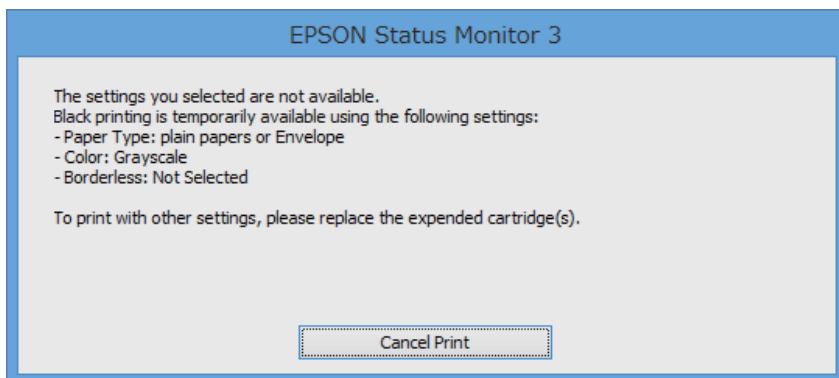 EPSON Status Monitor 3
The settings you selected are not available.
Black printing is temporarily available using the following settings:
- Paper Type: plain papers or Envelope
- Color: Grayscale
- Borderless: Not Selected
To print with other settings, please replace the expended cartridge(s).
Cancel Print